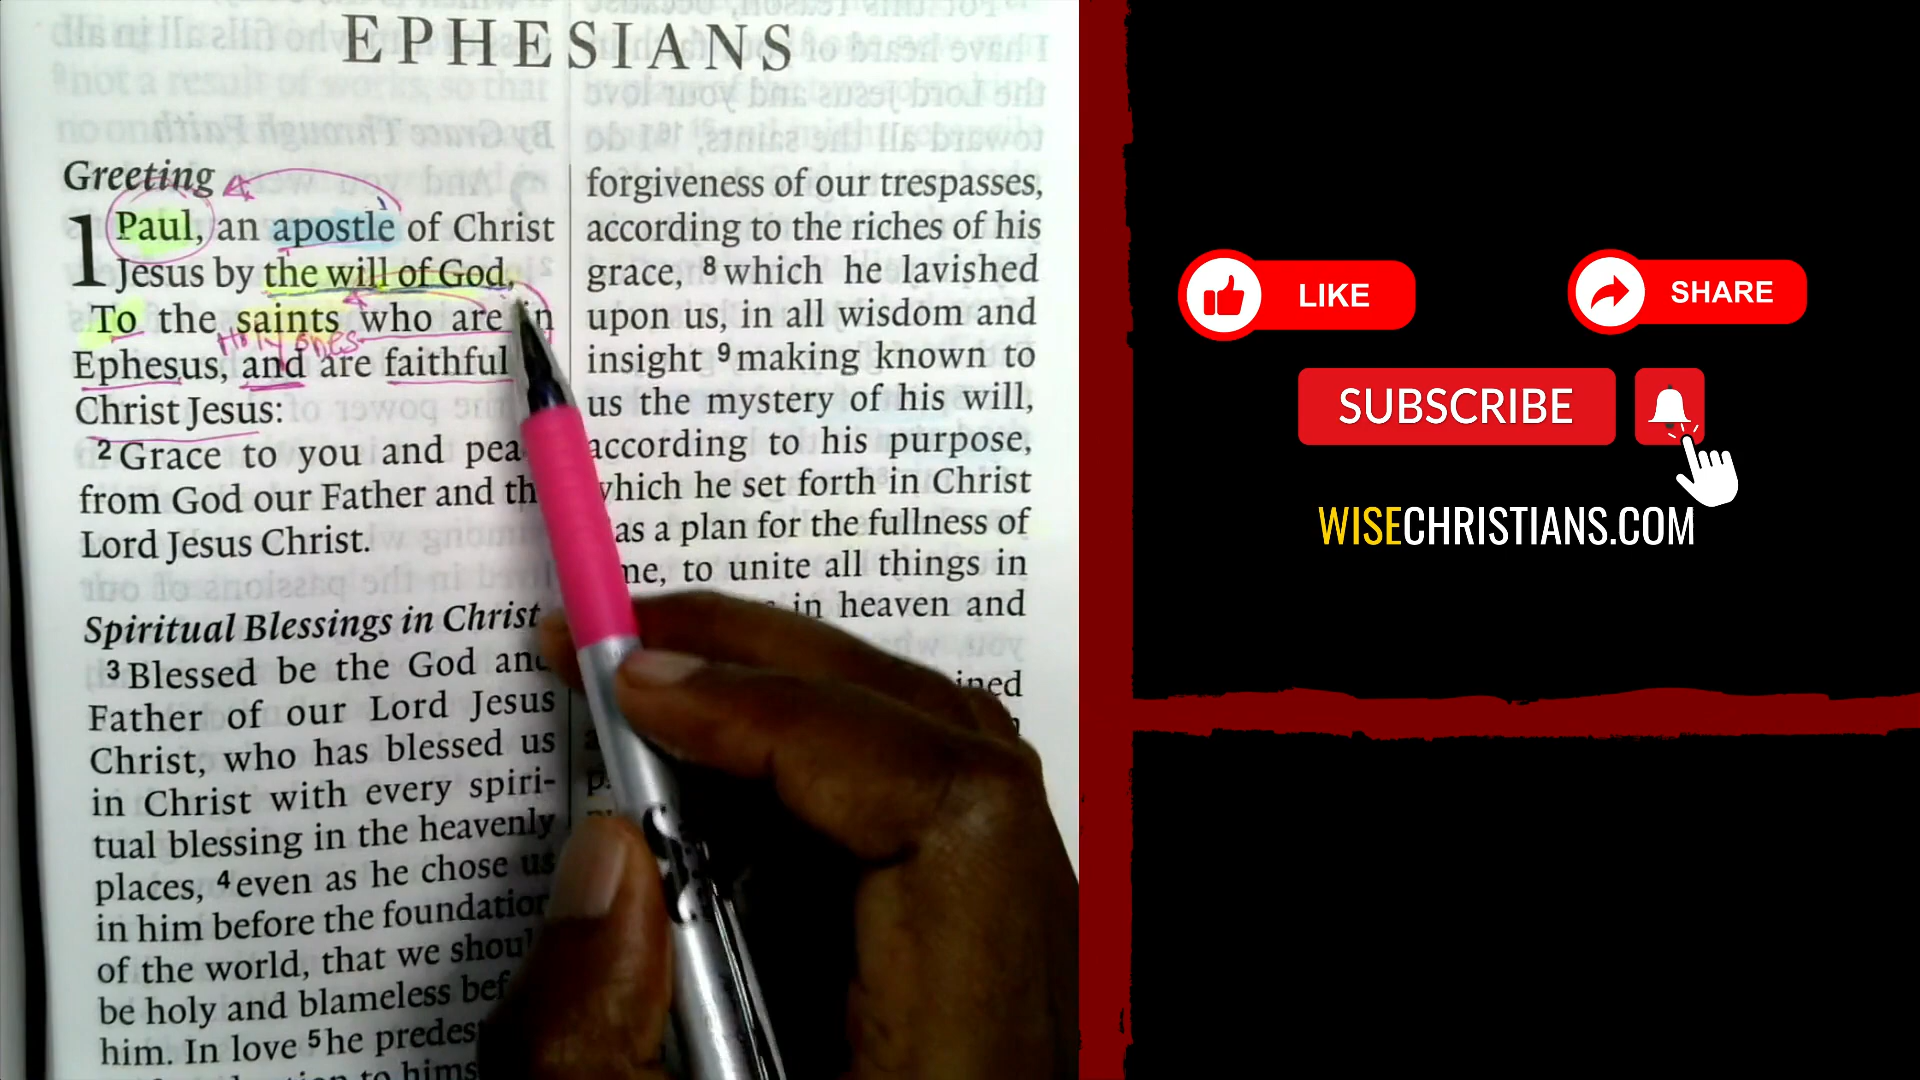 EPHESIANS
Greeting
1 Paul, an apostle of Christ
Jesus by the will of God,
To the saints who are in
Holy ones
Ephesus, and are faithful
Christ Jesus:
2 Grace to you and pea
from God our Father and th
Lord Jesus Christ.
Spiritual Blessings in Christ
3 Blessed be the God and
Father of our Lord Jesus
Christ, who has blessed us
in Christ with every spiri-
tual blessing in the heavenly
places, 4 even as he chose us
in him before the foundation
of the world, that we shoul
be holy and blameless bef
him. In love 5 he predes
to hims
forgiveness of our trespasses,
according to the riches of his
grace, 8 which he lavished
upon us, in all wisdom and
insight 9 making known to
us the mystery of his will,
according to his purpose,
which he set forth in Christ
as a plan for the fullness of
me, to unite all things in
in heaven and
ined
LIKE
SHARE
SUBSCRIBE
WISECHRISTIANS.COM